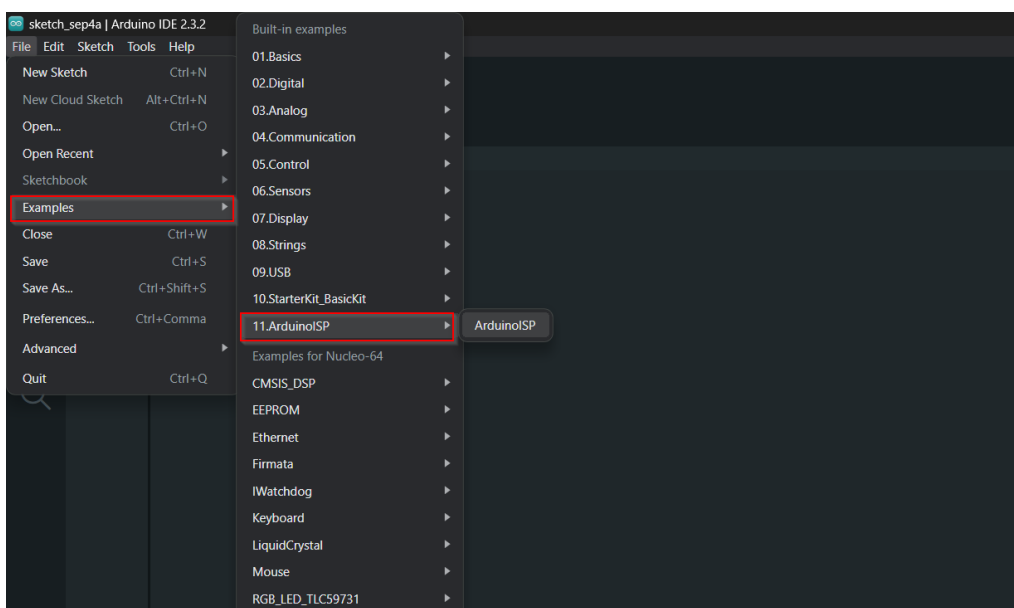 sketch_sep4a | Arduino IDE 2.3.2
File Edit Sketch Tools Help
New Sketch Ctrl+N
New Cloud Sketch Alt+Ctrl+N
Open... Ctrl+O
Open Recent
Sketchbook
Examples
Close Ctrl+W
Save Ctrl+S
Save As... Ctrl+Shift+S
Preferences... Ctrl+Comma
Advanced
Quit Ctrl+Q
Built-in examples
01.Basics
02.Digital
03.Analog
04.Communication
05.Control
06.Sensors
07.Display
08.Strings
09.USB
10.StarterKit_BasicKit
11.ArduinoISP
Examples for Nucleo-64
CMSIS_DSP
EEPROM
Ethernet
Firmata
IWatchdog
Keyboard
LiquidCrystal
Mouse
RGB_LED_TLC59731
ArduinoISP